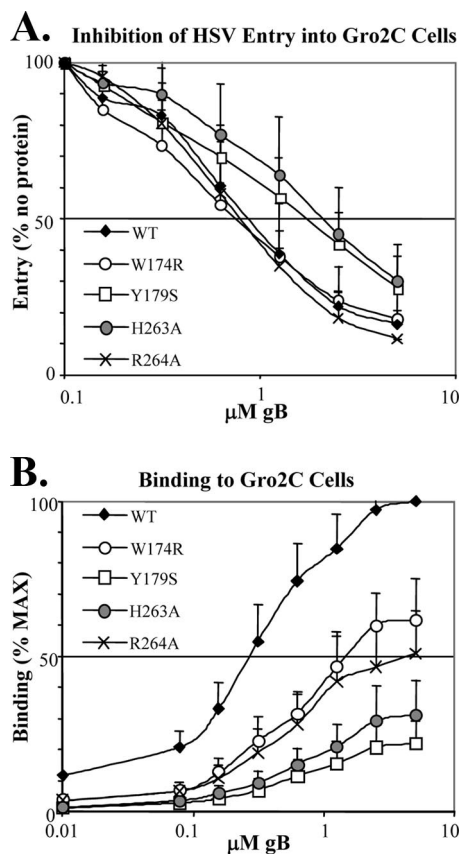 A. Inhibition of HSV Entry into Gro2C Cells
Entry (% no protein)
100
50
0
WT
W174R
Y179S
H263A
R264A
0.1
1
10
µM gB
B. Binding to Gro2C Cells
Binding (% MAX)
100
50
0
WT
W174R
Y179S
H263A
R264A
0.01
0.1
1
10
µM gB